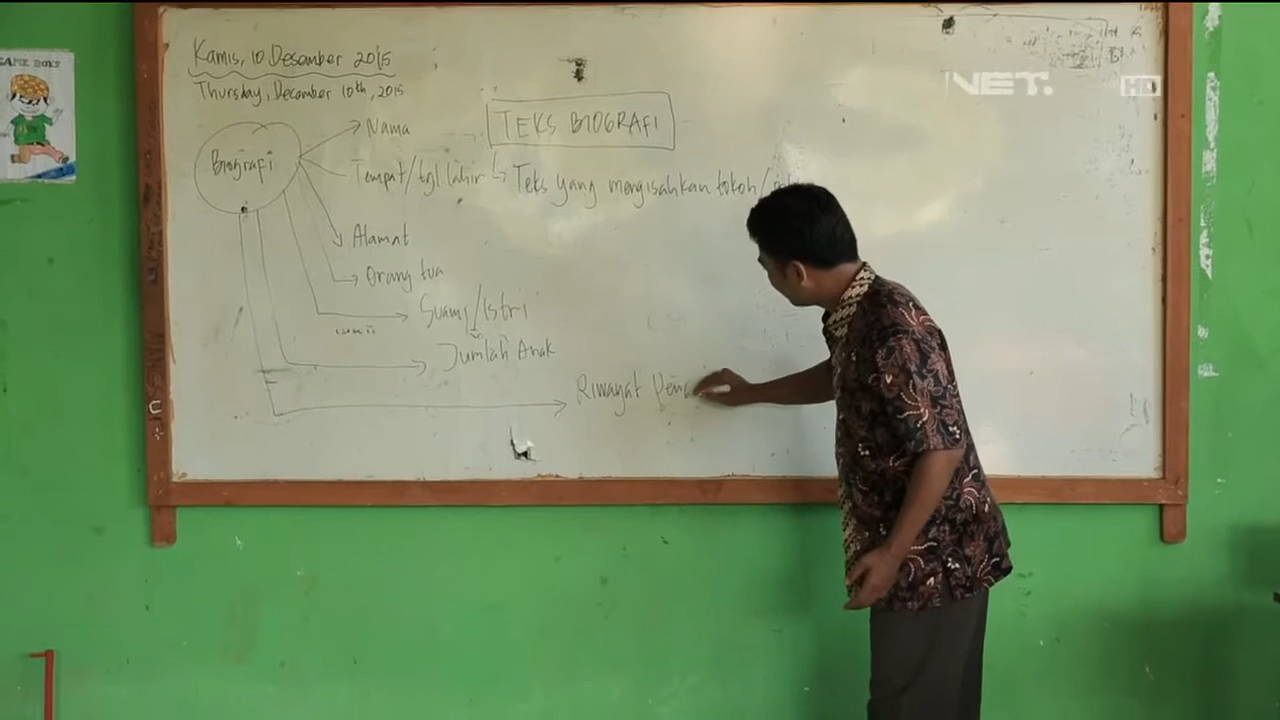 Kamis, 10 Desember 2015
Thursday, December 10th, 2015
NET.
HD
TEKS BIOGRAFI
Teks yang mengisahkan tokoh/
Biografi
Nama
Tempat/tgl lahir
Alamat
Orang tua
Suami/Istri
Jumlah Anak
Riwayat Pen